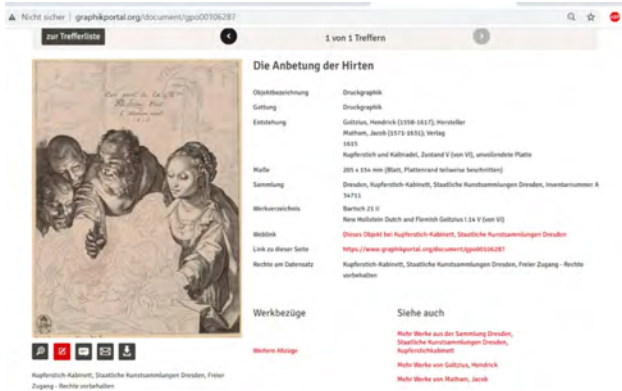 Nicht sicher | graphikportal.org/document/gpo00106287
zur Trefferliste
1 von 1 Treffern
Die Anbetung der Hirten
Objektbezeichnung Druckgraphik
Gattung Druckgraphik
Entstehung Goltzius, Hendrick (1558-1617); Hersteller
Matham, Jacob (1571-1631); Verlag
1615
Kupferstich und Kaltnadel, Zustand V (von VI), unvollendete Platte
Maße 205 x 154 mm (Blatt, Plattenrand teilweise beschnitten)
Sammlung Dresden, Kupferstich-Kabinett, Staatliche Kunstsammlungen Dresden, Inventarnummer A
34711
Werkverzeichnis Bartsch 21 II
New Hollstein Dutch and Flemish Goltzius I.14 V (von VI)
Weblink Dieses Objekt bei Kupferstich-Kabinett, Staatliche Kunstsammlungen Dresden
Link zu dieser Seite https://www.graphikportal.org/document/gpo00106287
Rechte am Datensatz Kupferstich-Kabinett, Staatliche Kunstsammlungen Dresden, Freier Zugang - Rechte
vorbehalten
Werkbezüge
Weitere Abzüge
Siehe auch
Mehr Werke aus der Sammlung Dresden,
Staatliche Kunstsammlungen Dresden,
Kupferstichkabinett
Mehr Werke von Goltzius, Hendrick
Mehr Werke von Matham, Jacob
Kupferstich-Kabinett, Staatliche Kunstsammlungen Dresden, Freier
Zugang - Rechte vorbehalten